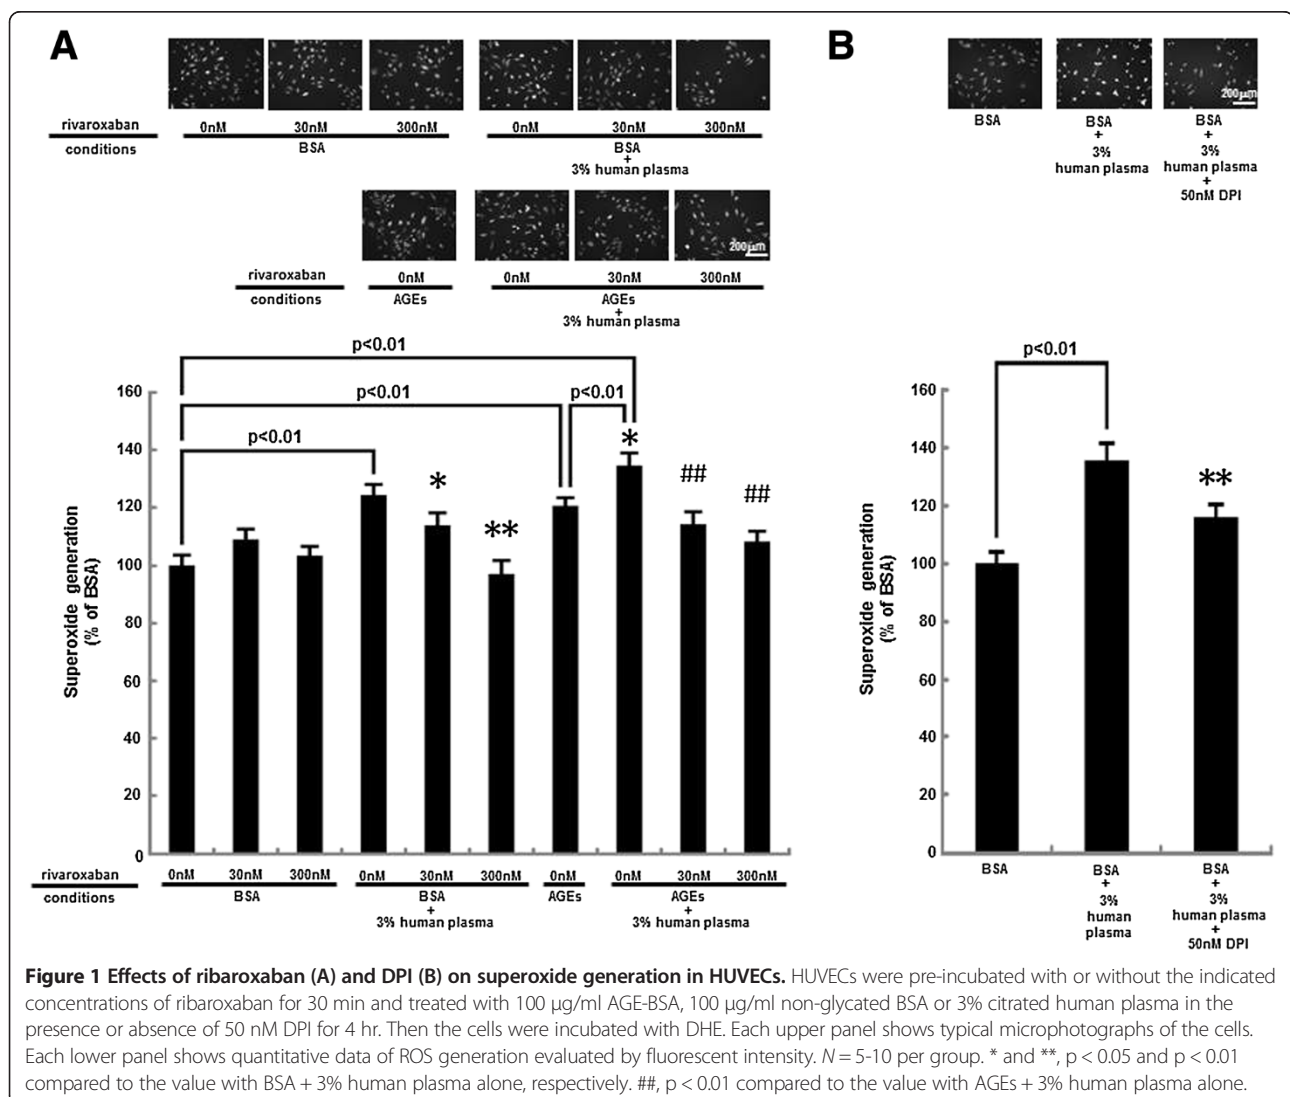 A
B
rivaroxaban 0nM 30nM 300nM 0nM 30nM 300nM
conditions BSA BSA
+
3% human plasma
200µm
BSA BSA BSA
+ +
3% 3%
human plasma human plasma
+
50nM DPI
200µm
rivaroxaban 0nM 0nM 30nM 300nM
conditions AGEs AGEs
+
3% human plasma
p<0.01
p<0.01
p<0.01
p<0.01
* ** * ## ##
Superoxide generation
(% of BSA)
160
140
120
100
80
60
40
20
0
rivaroxaban 0nM 30nM 300nM 0nM 30nM 300nM 0nM 0nM 30nM 300nM
conditions BSA BSA AGEs AGEs
+ +
3% human plasma 3% human plasma
p<0.01
**
Superoxide generation
(% of BSA)
160
140
120
100
80
60
40
20
0
BSA BSA BSA
+ +
3% 3%
human human plasma
plasma +
50nM DPI
Figure 1 Effects of ribaroxaban (A) and DPI (B) on superoxide generation in HUVECs. HUVECs were pre-incubated with or without the indicated
concentrations of ribaroxaban for 30 min and treated with 100 μg/ml AGE-BSA, 100 μg/ml non-glycated BSA or 3% citrated human plasma in the
presence or absence of 50 nM DPI for 4 hr. Then the cells were incubated with DHE. Each upper panel shows typical microphotographs of the cells.
Each lower panel shows quantitative data of ROS generation evaluated by fluorescent intensity. N = 5-10 per group. * and **, p < 0.05 and p < 0.01
compared to the value with BSA + 3% human plasma alone, respectively. ##, p < 0.01 compared to the value with AGEs + 3% human plasma alone.